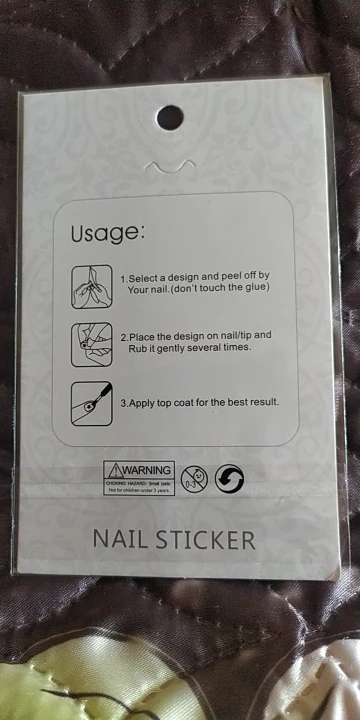 Usage:
1.Select a design and peel off by
Your nail.(don't touch the glue)
2.Place the design on nail/tip and
Rub it gently several times.
3.Apply top coat for the best result.
WARNING
CHOKING HAZARD: Small parts
Not for children under 3 years
0-3
NAIL STICKER